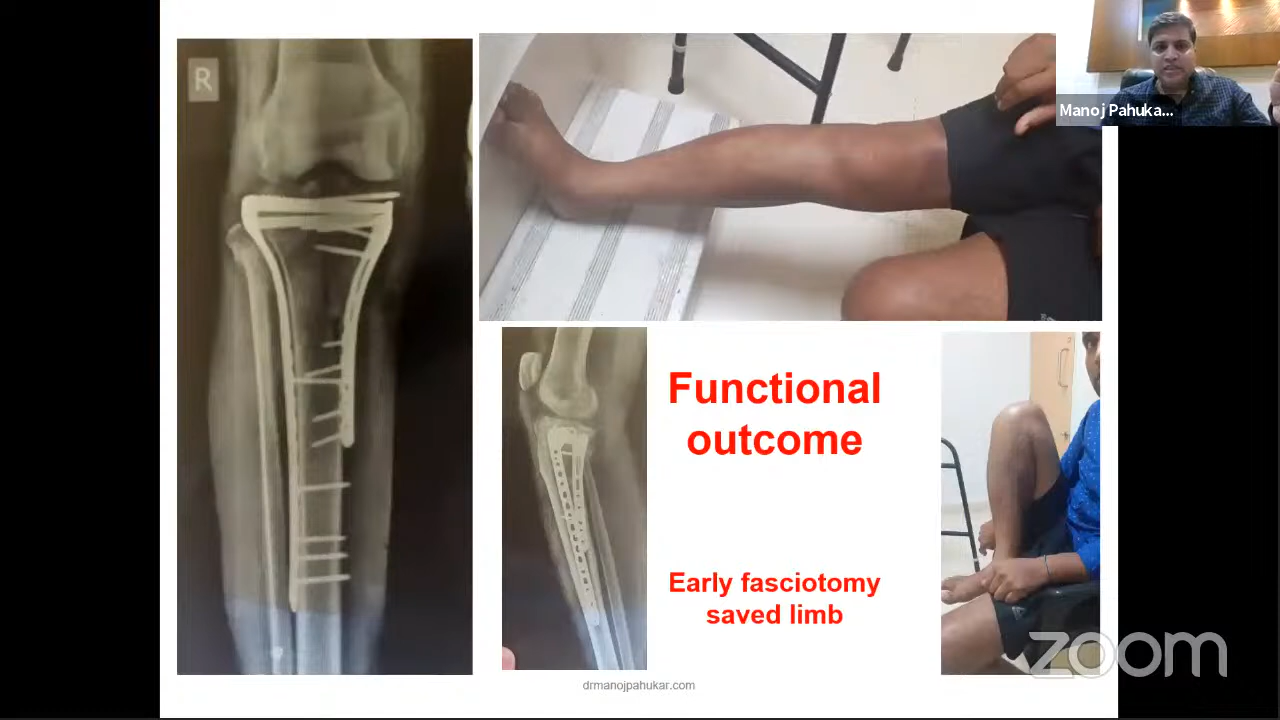 R
Manoj Pahuka...
Functional
outcome
Early fasciotomy
saved limb
zoom
drmanojpahukar.com